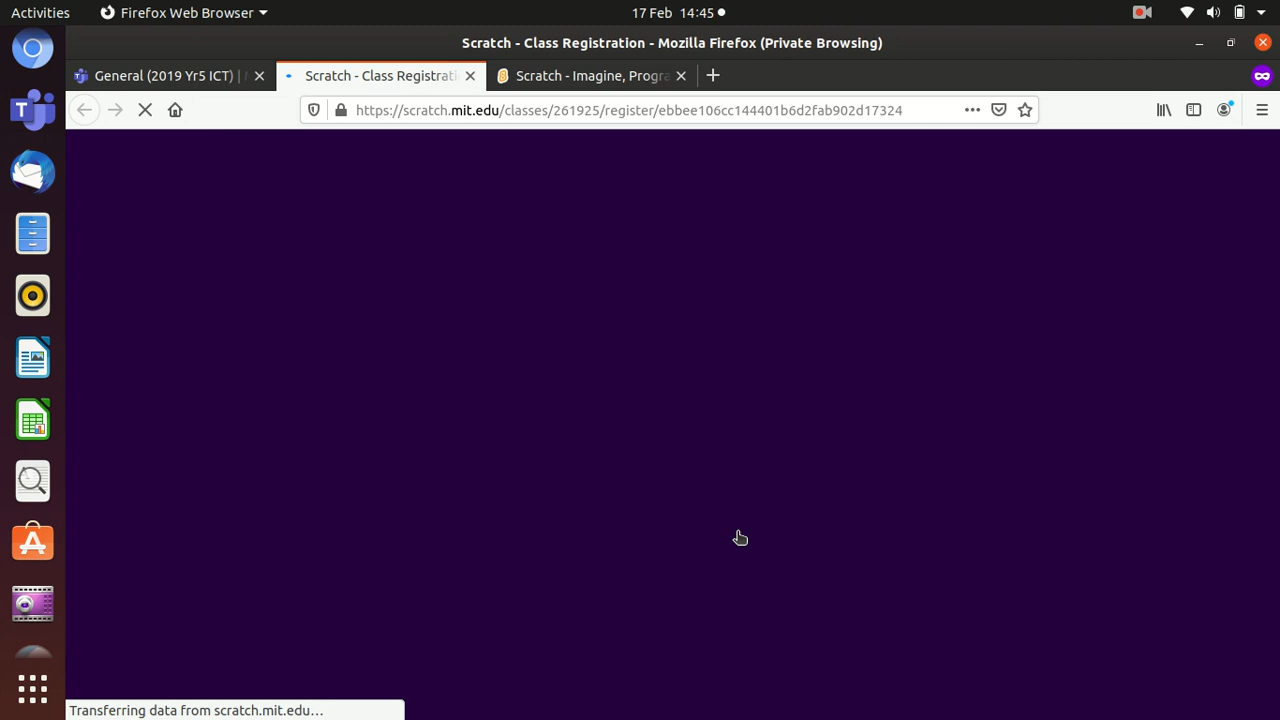 Activities
Firefox Web Browser
17 Feb 14:45
Scratch - Class Registration - Mozilla Firefox (Private Browsing)
General (2019 Yr5 ICT) |
Scratch - Class Registrati
Scratch - Imagine, Progra
https://scratch.mit.edu/classes/261925/register/ebbee106cc144401b6d2fab902d17324
Transferring data from scratch.mit.edu…